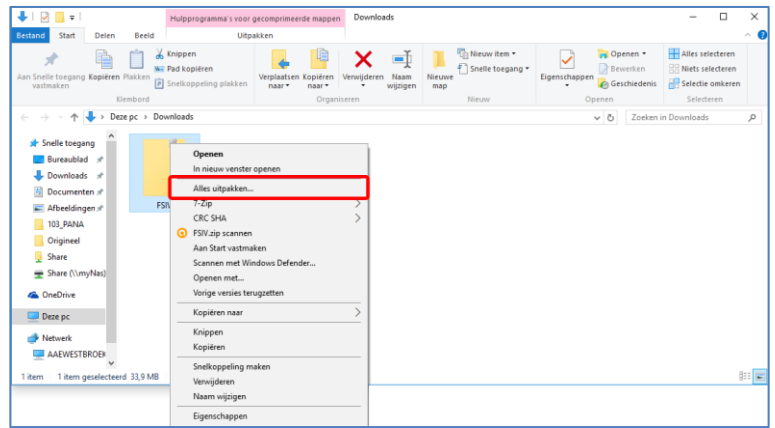 Hulpprogramma's voor gecomprimeerde mappen Downloads
Bestand Start Delen Beeld Uitpakken
Aan Snelle toegang vastmaken
Kopiëren
Plakken
Knippen
Pad kopiëren
Snelkoppeling plakken
Klembord
Verplaatsen naar
Kopiëren naar
Verwijderen
Naam wijzigen
Organiseren
Nieuwe map
Nieuw item
Snelle toegang
Nieuw
Eigenschappen
Openen
Bewerken
Geschiedenis
Openen
Alles selecteren
Niets selecteren
Selectie omkeren
Selecteren
Deze pc > Downloads
Zoeken in Downloads
Snelle toegang
Bureaublad
Downloads
Documenten
Afbeeldingen
103_PANA
Origineel
Share
Share (\\myNas)
OneDrive
Deze pc
Netwerk
AAEWESTBROEK
FSIV
Openen
In nieuw venster openen
Alles uitpakken...
7-Zip
CRC SHA
FSIV.zip scannen
Aan Start vastmaken
Scannen met Windows Defender...
Openen met...
Vorige versies terugzetten
Kopiëren naar
Knippen
Kopiëren
Snelkoppeling maken
Verwijderen
Naam wijzigen
Eigenschappen
1 item 1 item geselecteerd 33,9 MB